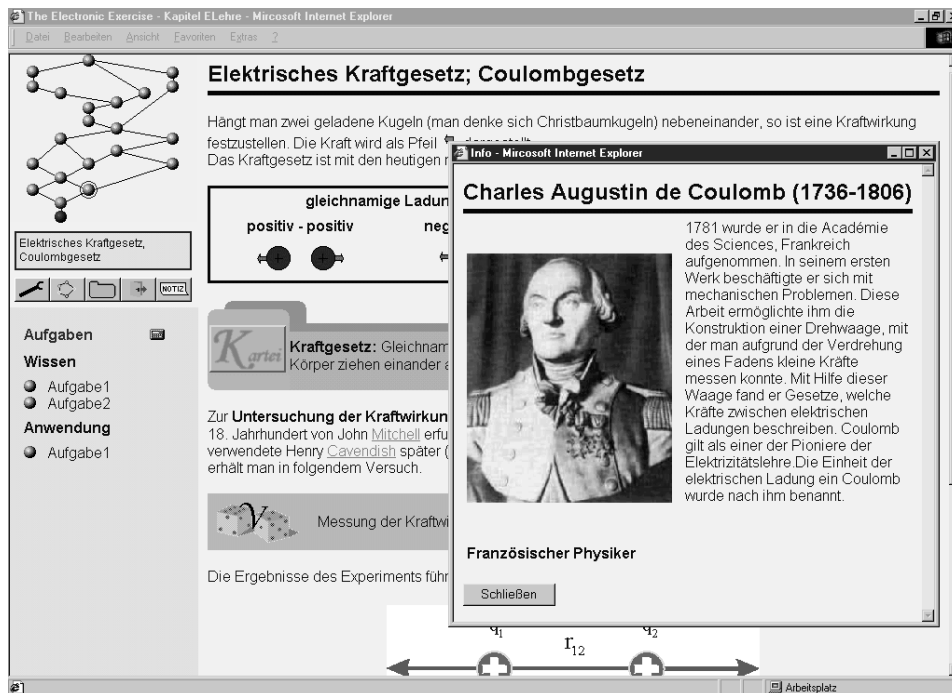 The Electronic Exercise - Kapitel ELehre - Mircosoft Internet Explorer
Datei Bearbeiten Ansicht Favoriten Extras ?
Elektrisches Kraftgesetz; Coulombgesetz
Hängt man zwei geladene Kugeln (man denke sich Christbaumkugeln) nebeneinander, so ist eine Kraftwirkung
festzustellen. Die Kraft wird als Pfeil
Das Kraftgesetz ist mit den heutigen
gleichnamige Ladun
positiv - positiv neg
Elektrisches Kraftgesetz,
Coulombgesetz
NOTIZ
Aufgaben
Wissen
Aufgabe1
Aufgabe2
Anwendung
Aufgabe1
Kartei
Kraftgesetz: Gleichnam
Körper ziehen einander a
Zur Untersuchung der Kraftwirkun
18. Jahrhundert von John Mitchell erfu
verwendete Henry Cavendish später (
erhält man in folgendem Versuch.
V
Messung der Kraftwi
Die Ergebnisse des Experiments führ
q1 r12 q2
Info - Mircosoft Internet Explorer
Charles Augustin de Coulomb (1736-1806)
1781 wurde er in die Académie
des Sciences, Frankreich
aufgenommen. In seinem ersten
Werk beschäftigte er sich mit
mechanischen Problemen. Diese
Arbeit ermöglichte ihm die
Konstruktion einer Drehwaage, mit
der man aufgrund der Verdrehung
eines Fadens kleine Kräfte
messen konnte. Mit Hilfe dieser
Waage fand er Gesetze, welche
Kräfte zwischen elektrischen
Ladungen beschreiben. Coulomb
gilt als einer der Pioniere der
Elektrizitätslehre.Die Einheit der
elektrischen Ladung ein Coulomb
wurde nach ihm benannt.
Französischer Physiker
Schließen
Arbeitsplatz